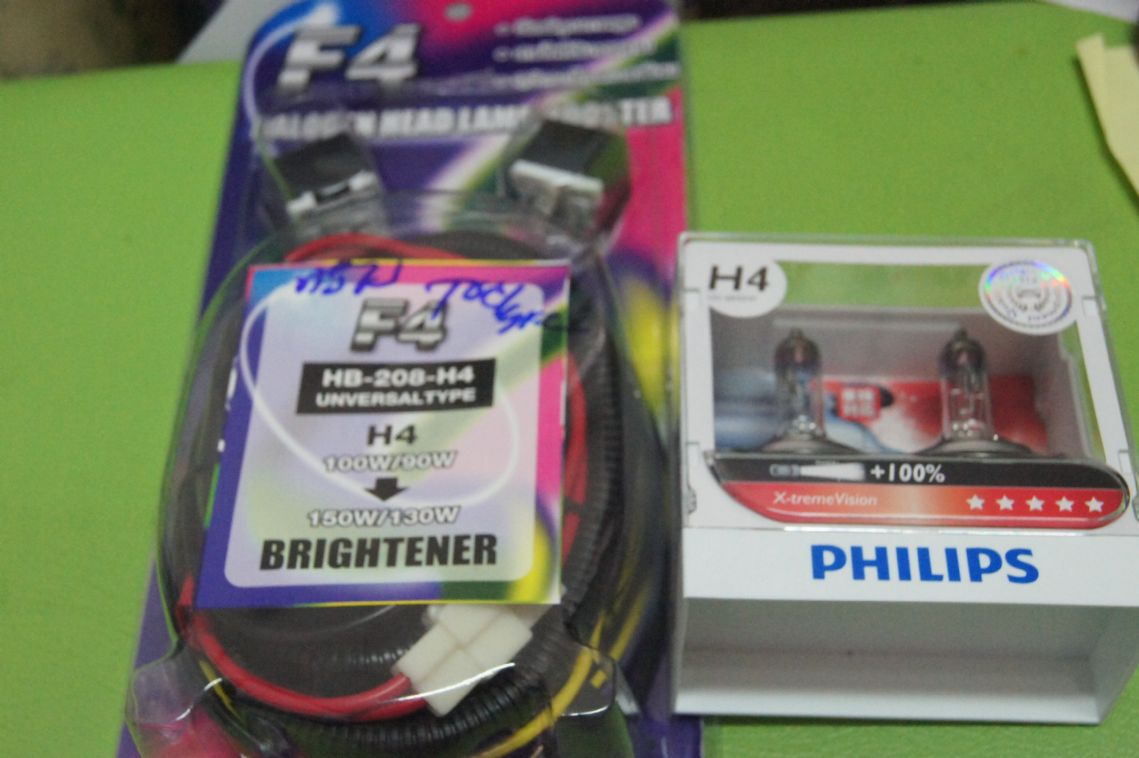 F4
HALOGEN HEAD LAMP BOOSTER
F4
HB-208-H4
UNVERSALTYPE
H4
100W/90W
150W/130W
BRIGHTENER
H4
+100%
X-tremeVision
PHILIPS